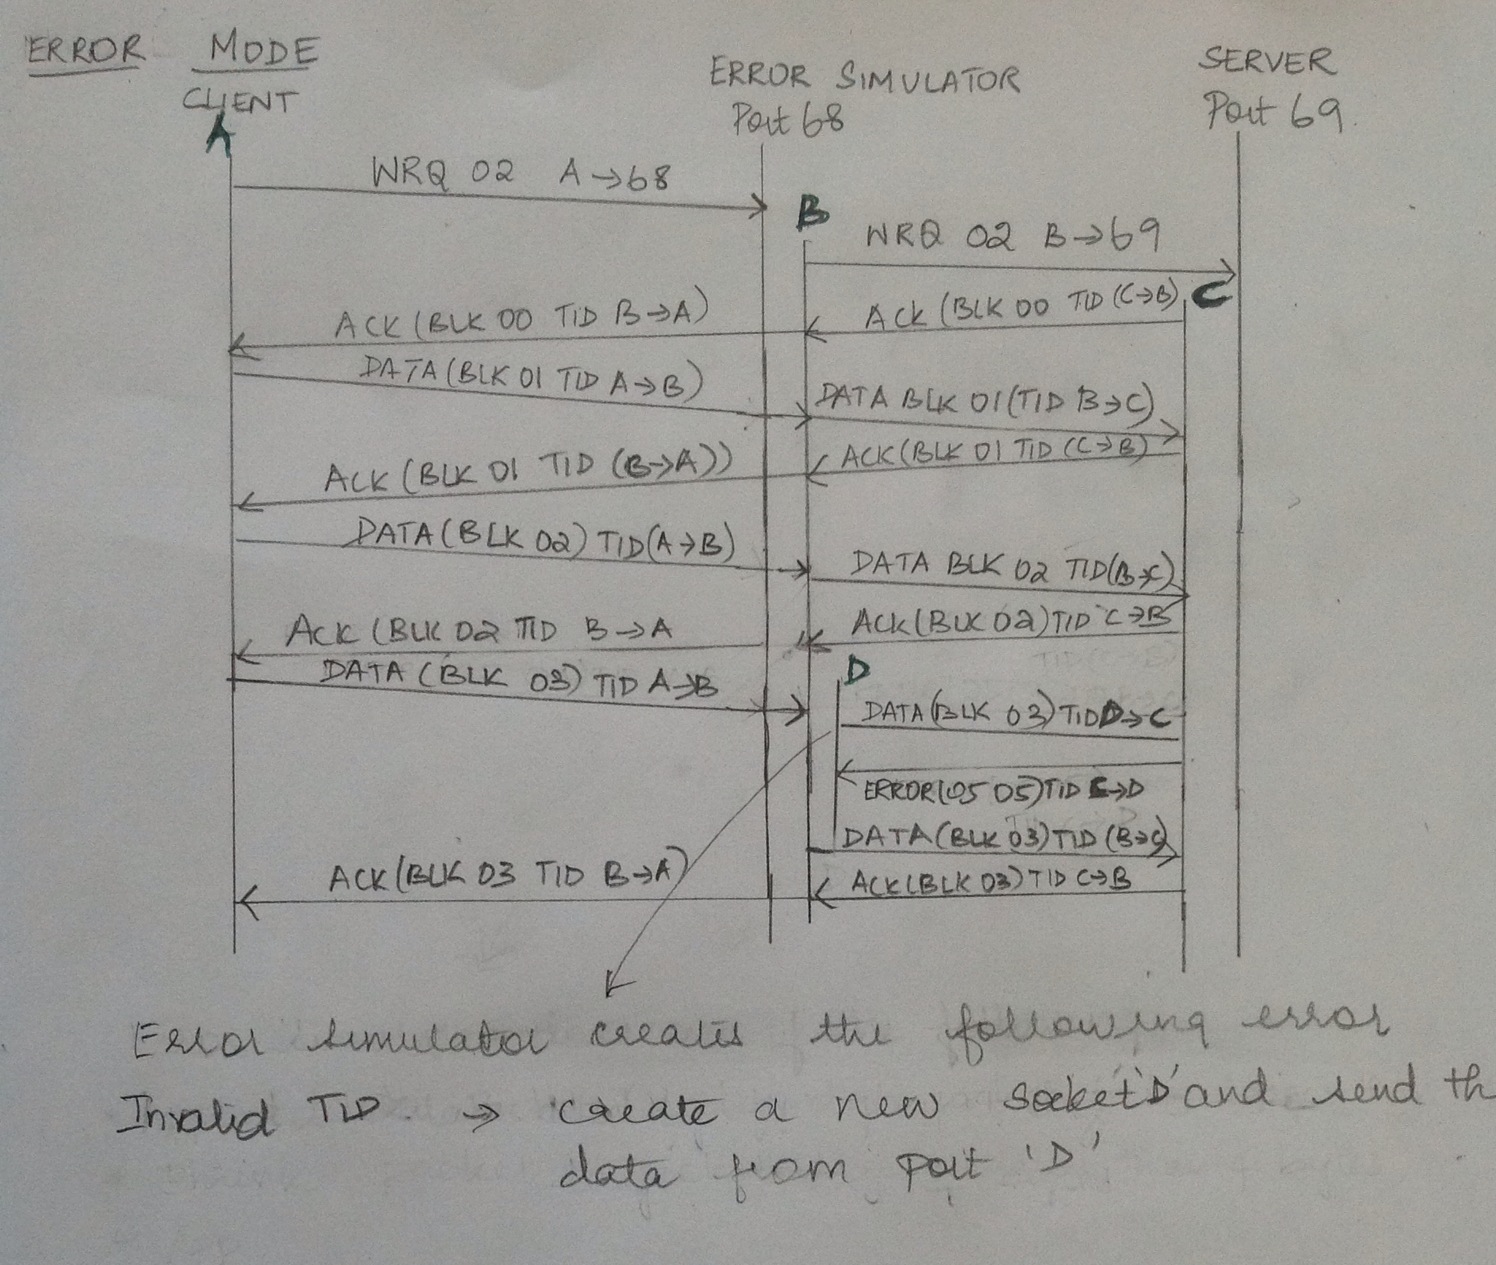 ERROR MODE
CLIENT
A
ERROR SIMULATOR
Port 68
SERVER
Port 69.
WRQ 02 A→68
B
WRQ 02 B→69
C
ACK (BLK 00 TID B→A)
ACK (BLK 00 TID (C→B)
DATA (BLK 01 TID A→B)
DATA BLK 01 (TID B→C)
ACK (BLK 01 TID (B→A))
ACK (BLK 01 TID (C→B)
DATA (BLK 02) TID (A→B)
DATA BLK 02 TID (B→C)
ACK (BLK 02 TID B→A
ACK (BLK 02) TID C→B
DATA (BLK 03) TID A→B
D
DATA (BLK 03) TID D→C
ERROR (05 05) TID C→D
DATA (BLK 03) TID (B→C)
ACK (BLK 03 TID B→A)
ACK (BLK 03) TID C→B
Error simulator creates the following error
Invalid TID. → create a new socket 'D' and send th
data from port 'D'